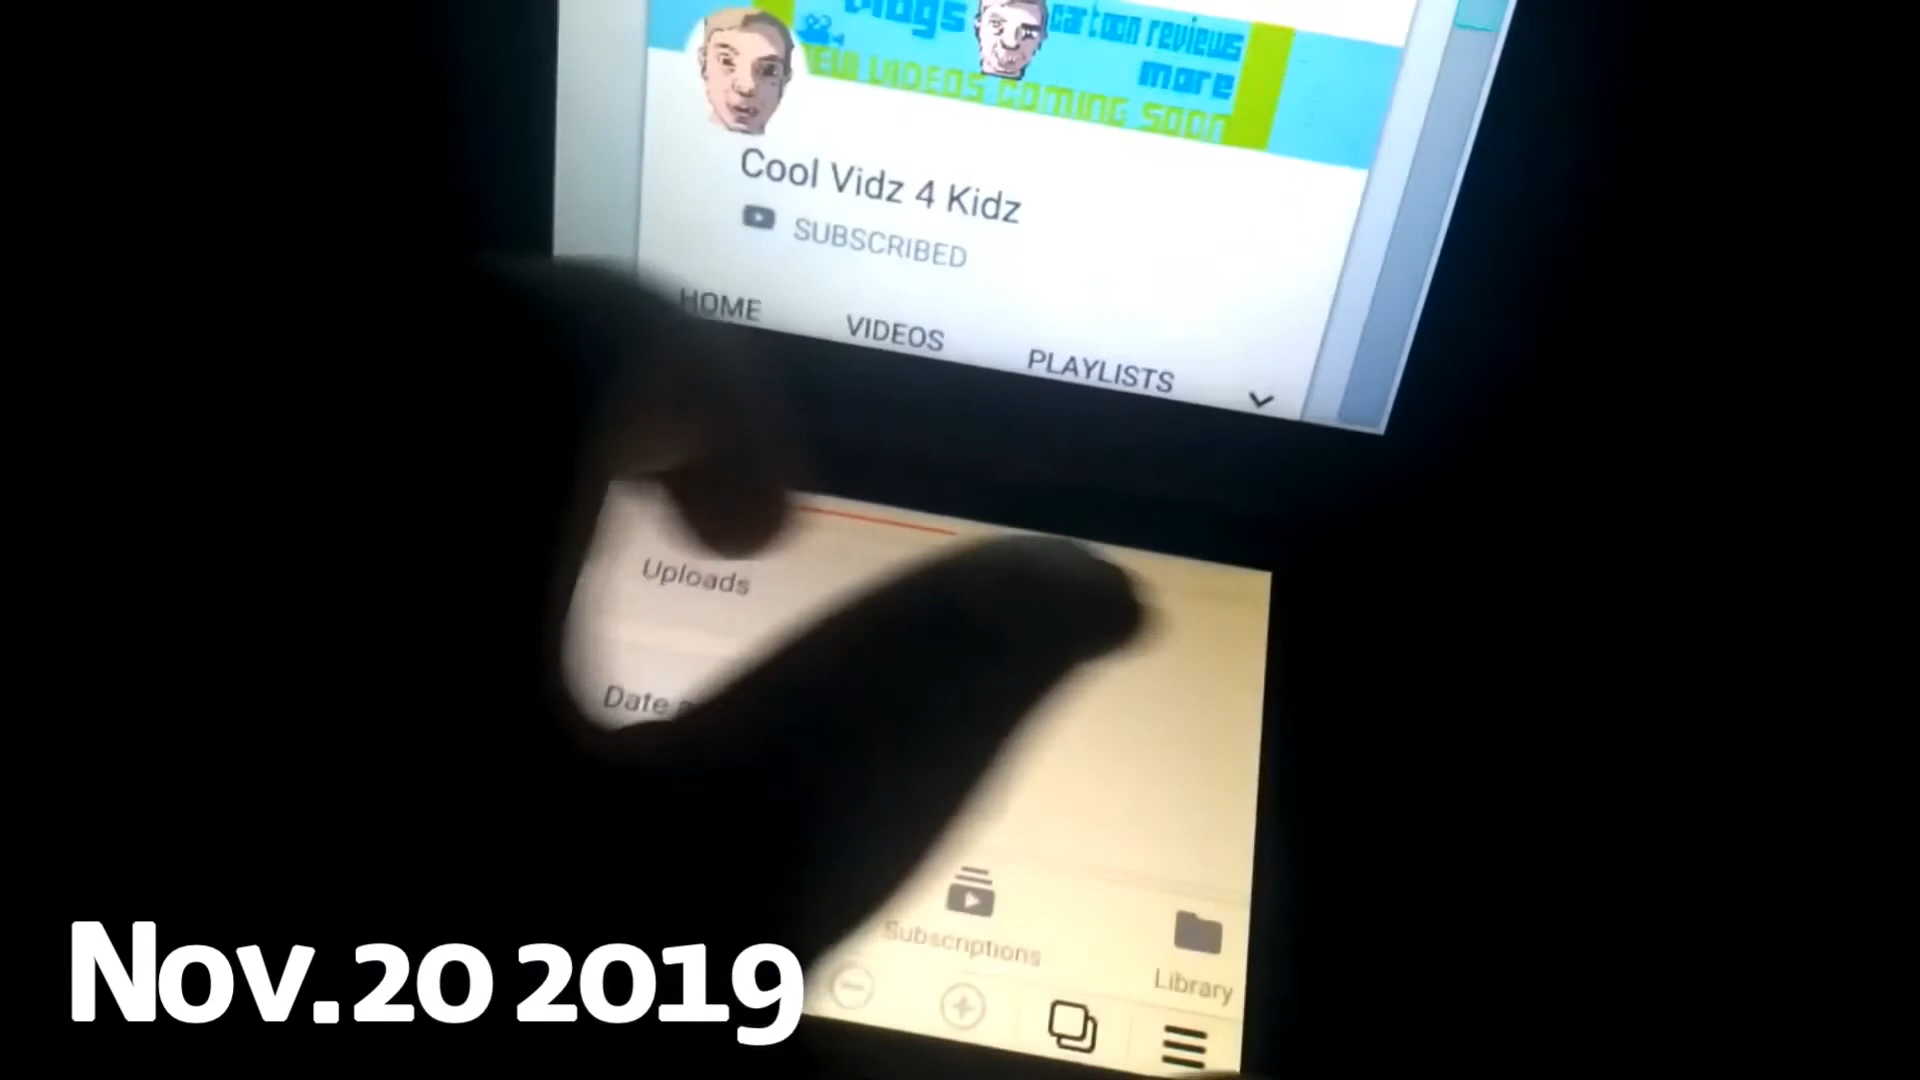 vlogs
cartoon reviews
more
NEW VIDEOS COMING SOON
Cool Vidz 4 Kidz
SUBSCRIBED
HOME
VIDEOS
PLAYLISTS
Uploads
Date
Subscriptions
Library
Nov.20 2019